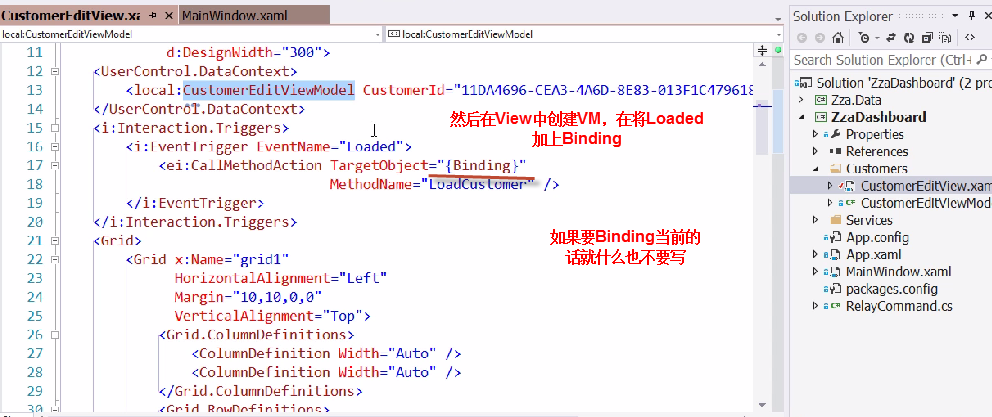 CustomerEditView.xa
MainWindow.xaml
local:CustomerEditViewModel
local:CustomerEditViewModel
11 d:DesignWidth="300">
12 <UserControl.DataContext>
13 <local:CustomerEditViewModel CustomerId="11DA4696-CEA3-4A6D-8E83-013F1C479618
14 </UserControl.DataContext>
15 <i:Interaction.Triggers>
16 <i:EventTrigger EventName="Loaded">
17 <ei:CallMethodAction TargetObject="{Binding}"
18 MethodName="LoadCustomer" />
19 </i:EventTrigger>
20 </i:Interaction.Triggers>
21 <Grid>
22 <Grid x:Name="grid1"
23 HorizontalAlignment="Left"
24 Margin="10,10,0,0"
25 VerticalAlignment="Top">
26 <Grid.ColumnDefinitions>
27 <ColumnDefinition Width="Auto" />
28 <ColumnDefinition Width="Auto" />
29 </Grid.ColumnDefinitions>
30 <Grid.RowDefinitions>
然后在View中创建VM，在将Loaded
加上Binding
如果要Binding当前的
话就什么也不要写
Solution Explorer
Search Solution Explorer (Ctrl+
Solution 'ZzaDashboard' (2 pro
Zza.Data
ZzaDashboard
Properties
References
Customers
CustomerEditView.xam
CustomerEditViewMod
Services
App.config
App.xaml
MainWindow.xaml
packages.config
RelayCommand.cs